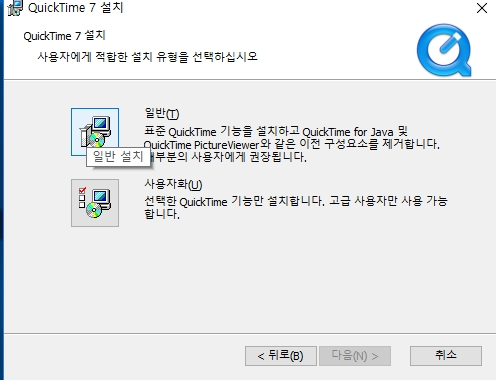 QuickTime 7 설치
QuickTime 7 설치
사용자에게 적합한 설치 유형을 선택하십시오
일반(T)
표준 QuickTime 기능을 설치하고 QuickTime for Java 및
QuickTime PictureViewer와 같은 이전 구성요소를 제거합니다.
일반 설치
대부분의 사용자에게 권장됩니다.
사용자화(U)
선택한 QuickTime 기능만 설치합니다. 고급 사용자만 사용 가능
합니다.
< 뒤로(B)
다음(N) >
취소